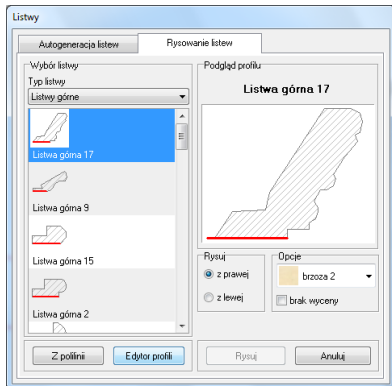 Listwy
Autogeneracja listew
Rysowanie listew
Wybór listwy
Typ listwy
Listwy górne
Listwa górna 17
Listwa górna 9
Listwa górna 15
Listwa górna 2
Z polilinii
Edytor profili
Podgląd profilu
Listwa górna 17
Rysuj
z prawej
z lewej
Opcje
brzoza 2
brak wyceny
Rysuj
Anuluj